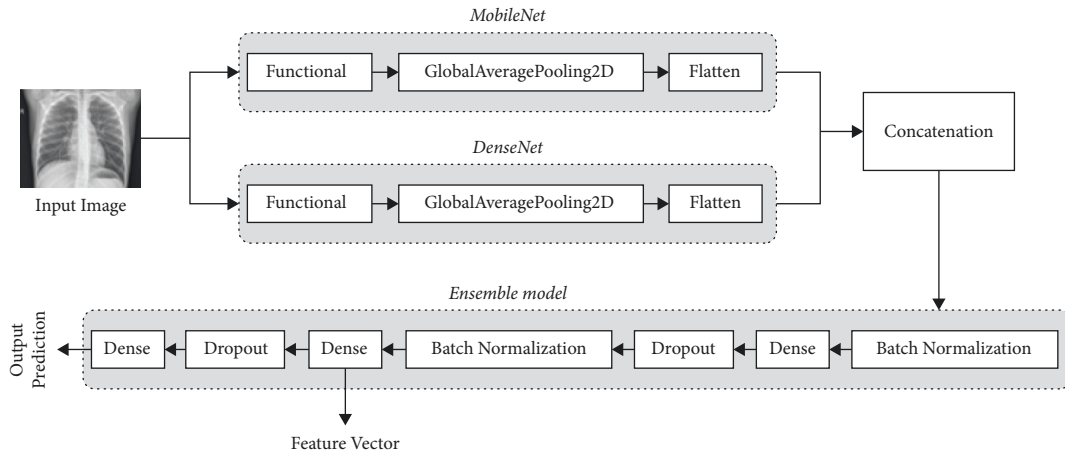 MobileNet
Functional
GlobalAveragePooling2D
Flatten
Concatenation
Input Image
DenseNet
Functional
GlobalAveragePooling2D
Flatten
Ensemble model
Output
Prediction
Dense
Dropout
Dense
Batch Normalization
Dropout
Dense
Batch Normalization
Feature Vector